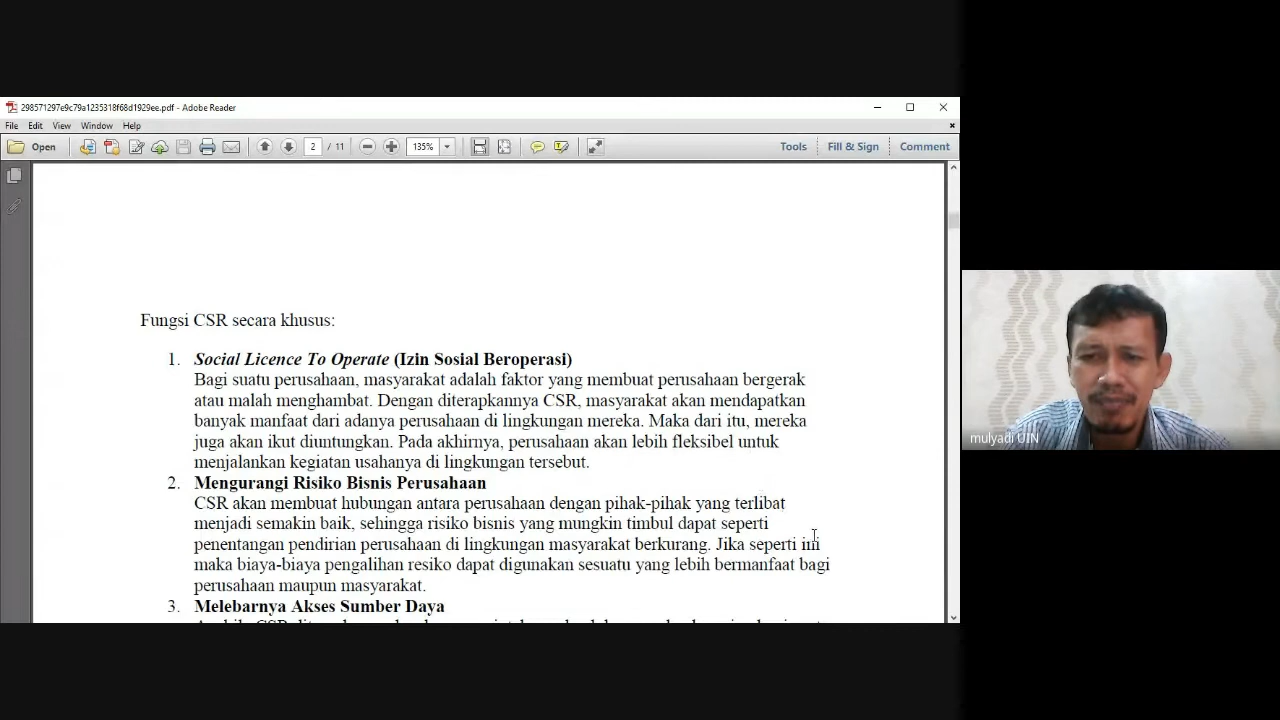 298571297e9c79a1235318f68d1929ee.pdf - Adobe Reader
File Edit View Window Help
Open 2 / 11 135% Tools Fill & Sign Comment
Fungsi CSR secara khusus:
1. Social Licence To Operate (Izin Sosial Beroperasi)
Bagi suatu perusahaan, masyarakat adalah faktor yang membuat perusahaan bergerak
atau malah menghambat. Dengan diterapkannya CSR, masyarakat akan mendapatkan
banyak manfaat dari adanya perusahaan di lingkungan mereka. Maka dari itu, mereka
juga akan ikut diuntungkan. Pada akhirnya, perusahaan akan lebih fleksibel untuk
menjalankan kegiatan usahanya di lingkungan tersebut.
2. Mengurangi Risiko Bisnis Perusahaan
CSR akan membuat hubungan antara perusahaan dengan pihak-pihak yang terlibat
menjadi semakin baik, sehingga risiko bisnis yang mungkin timbul dapat seperti
penentangan pendirian perusahaan di lingkungan masyarakat berkurang. Jika seperti ini
maka biaya-biaya pengalihan resiko dapat digunakan sesuatu yang lebih bermanfaat bagi
perusahaan maupun masyarakat.
3. Melebarnya Akses Sumber Daya
mulyadi UIN